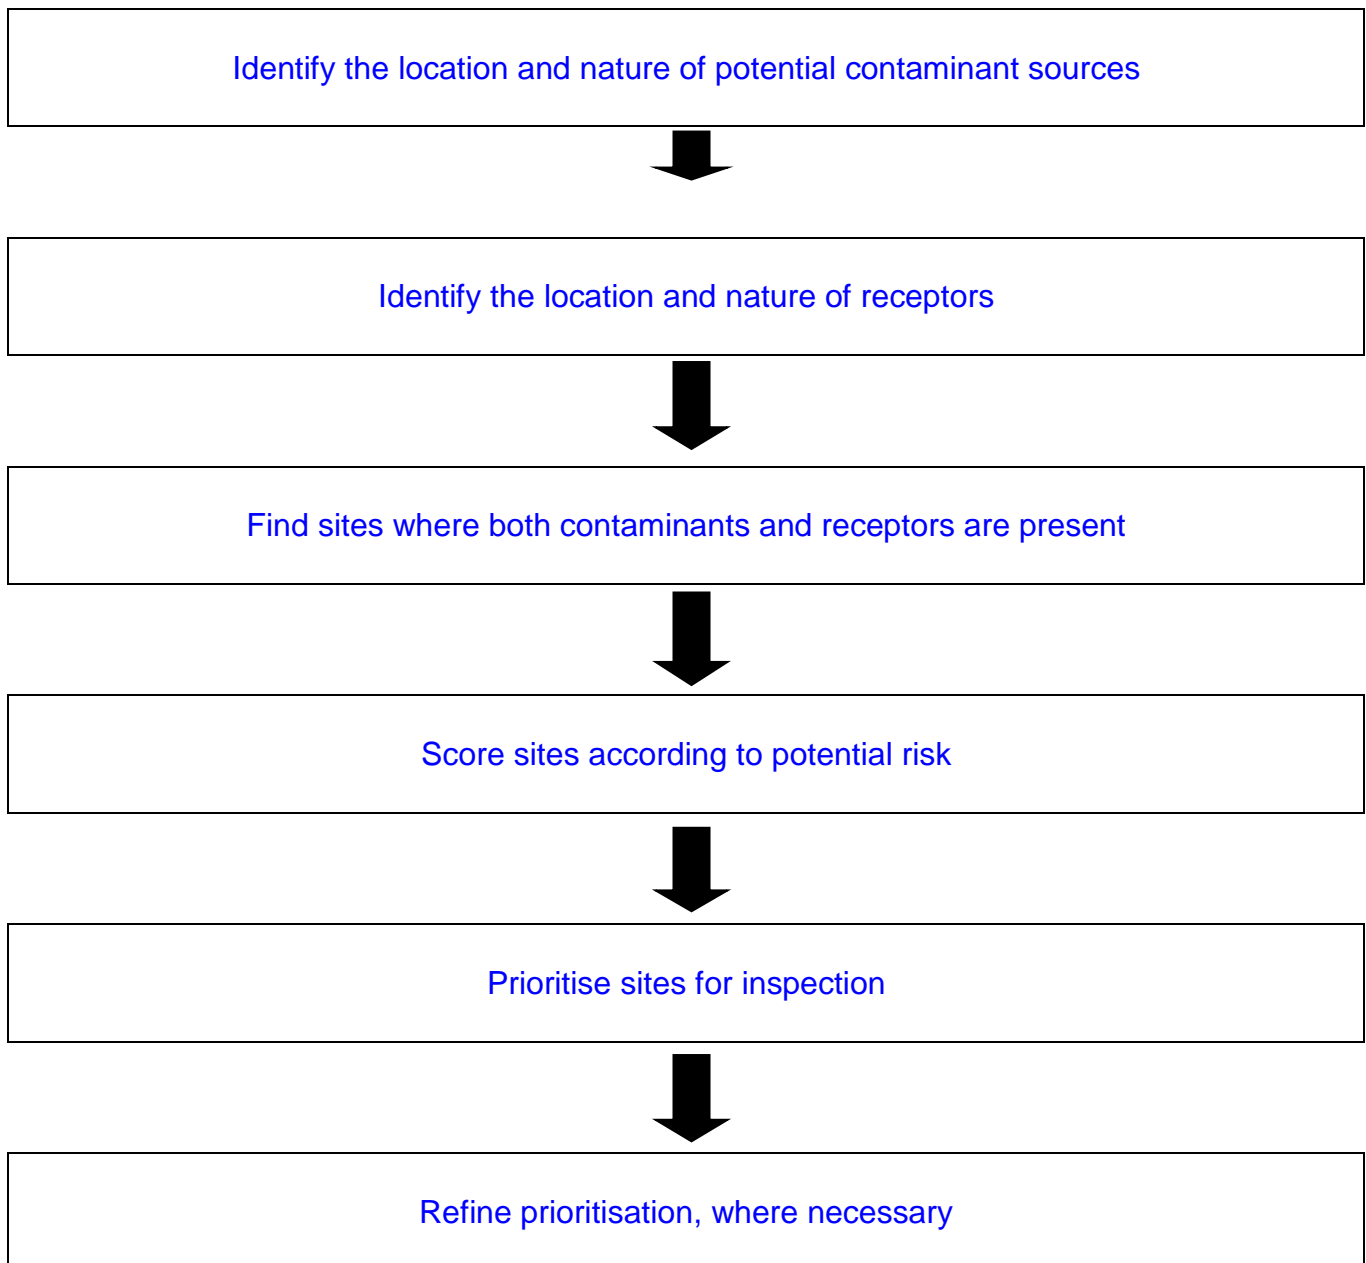 Identify the location and nature of potential contaminant sources
Identify the location and nature of receptors
Find sites where both contaminants and receptors are present
Score sites according to potential risk
Prioritise sites for inspection
Refine prioritisation, where necessary